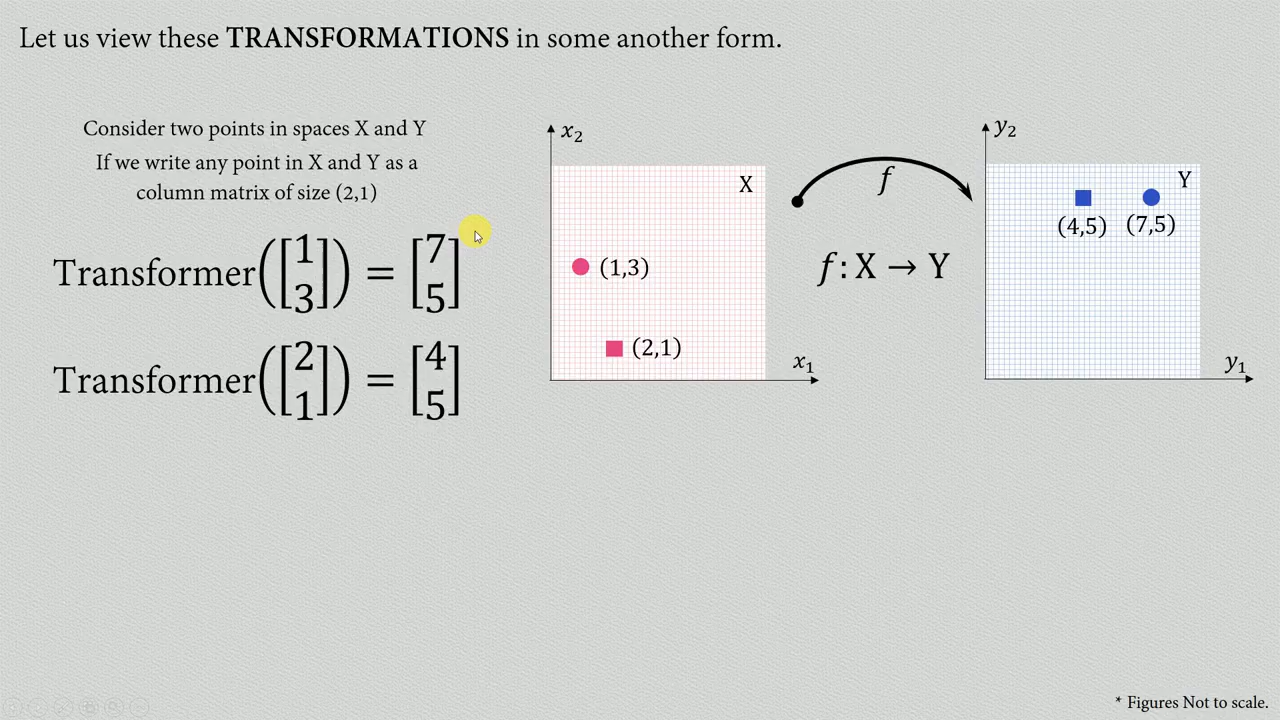 Let us view these TRANSFORMATIONS in some another form.
Consider two points in spaces X and Y
If we write any point in X and Y as a
column matrix of size (2,1)
Transformer([1 3]) = [7 5]
Transformer([2 1]) = [4 5]
x₂
X
(1,3)
(2,1)
x₁
f
f: X → Y
y₂
Y
(4,5) (7,5)
y₁
* Figures Not to scale.